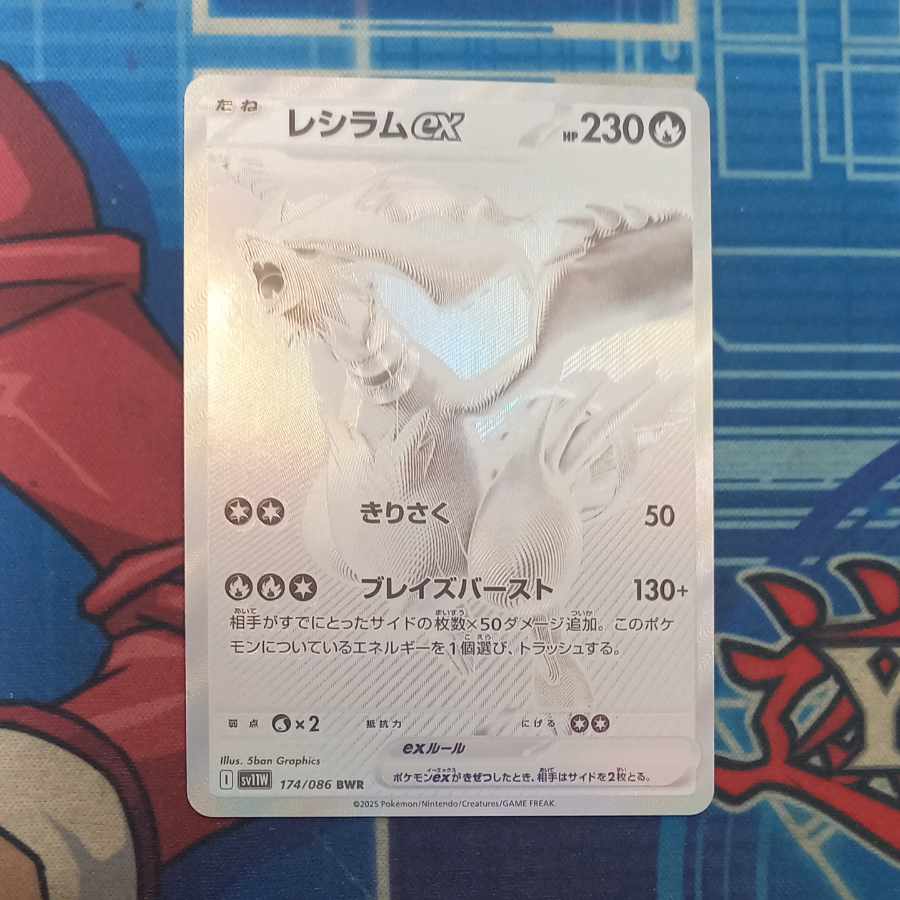 たね レシラムex HP 230
きりさく 50
ブレイズバースト 130+
相手がすでにとったサイドの枚数×50ダメージ追加。このポケ
モンについているエネルギーを1個選び、トラッシュする。
弱点 ×2 抵抗力 にげる
exルール
ポケモンexがきぜつしたとき、相手はサイドを2枚とる。
Illus. 5ban Graphics
I sv11W 174/086 BWR
©2025 Pokémon/Nintendo/Creatures/GAME FREAK.